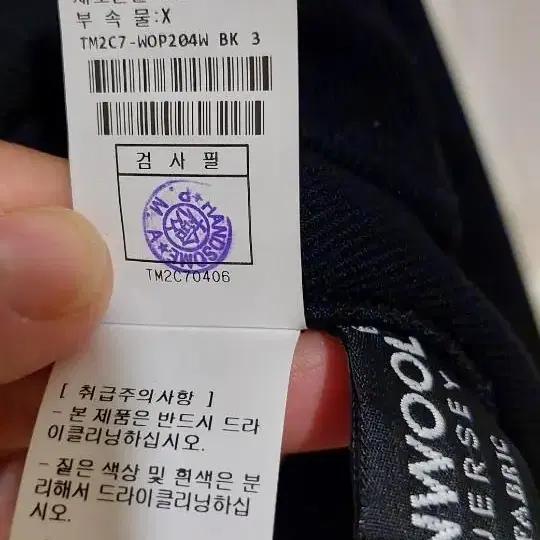 부 속 물:X
TM2C7-WOP204W BK 3
검 사 필
HANDSOME★P.M.A★
TM2C70406
[ 취급주의사항 ]
- 본 제품은 반드시 드라
이클리닝하십시오.
- 짙은 색상 및 흰색은 분
리해서 드라이클리닝하십
시오.
WOOL
JERSEY
FABRIC